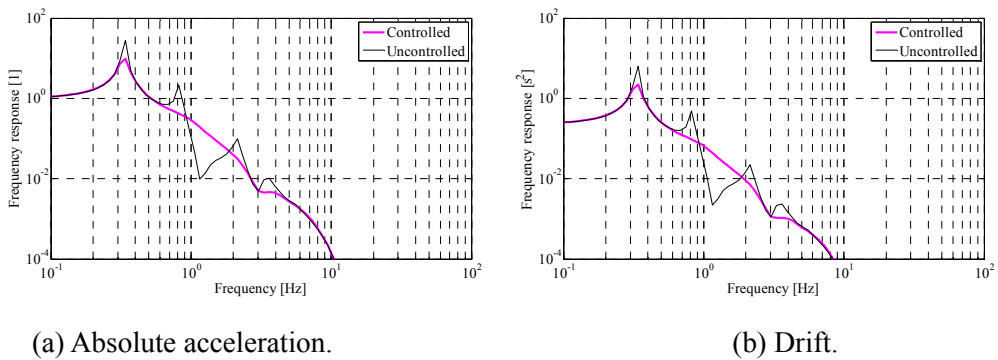 10^2
10^0
10^-2
10^-4
Frequency response [1]
Controlled
Uncontrolled
10^-1
10^0
10^1
10^2
Frequency [Hz]
(a) Absolute acceleration.
10^2
10^0
10^-2
10^-4
Frequency response [s^2]
Controlled
Uncontrolled
10^-1
10^0
10^1
10^2
Frequency [Hz]
(b) Drift.